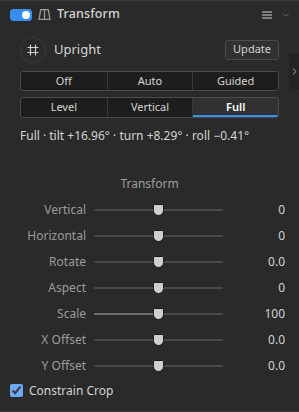 Transform
Upright Update
Off Auto Guided
Level Vertical Full
Full · tilt +16.96° · turn +8.29° · roll −0.41°
Transform
Vertical 0
Horizontal 0
Rotate 0.0
Aspect 0
Scale 100
X Offset 0.0
Y Offset 0.0
Constrain Crop